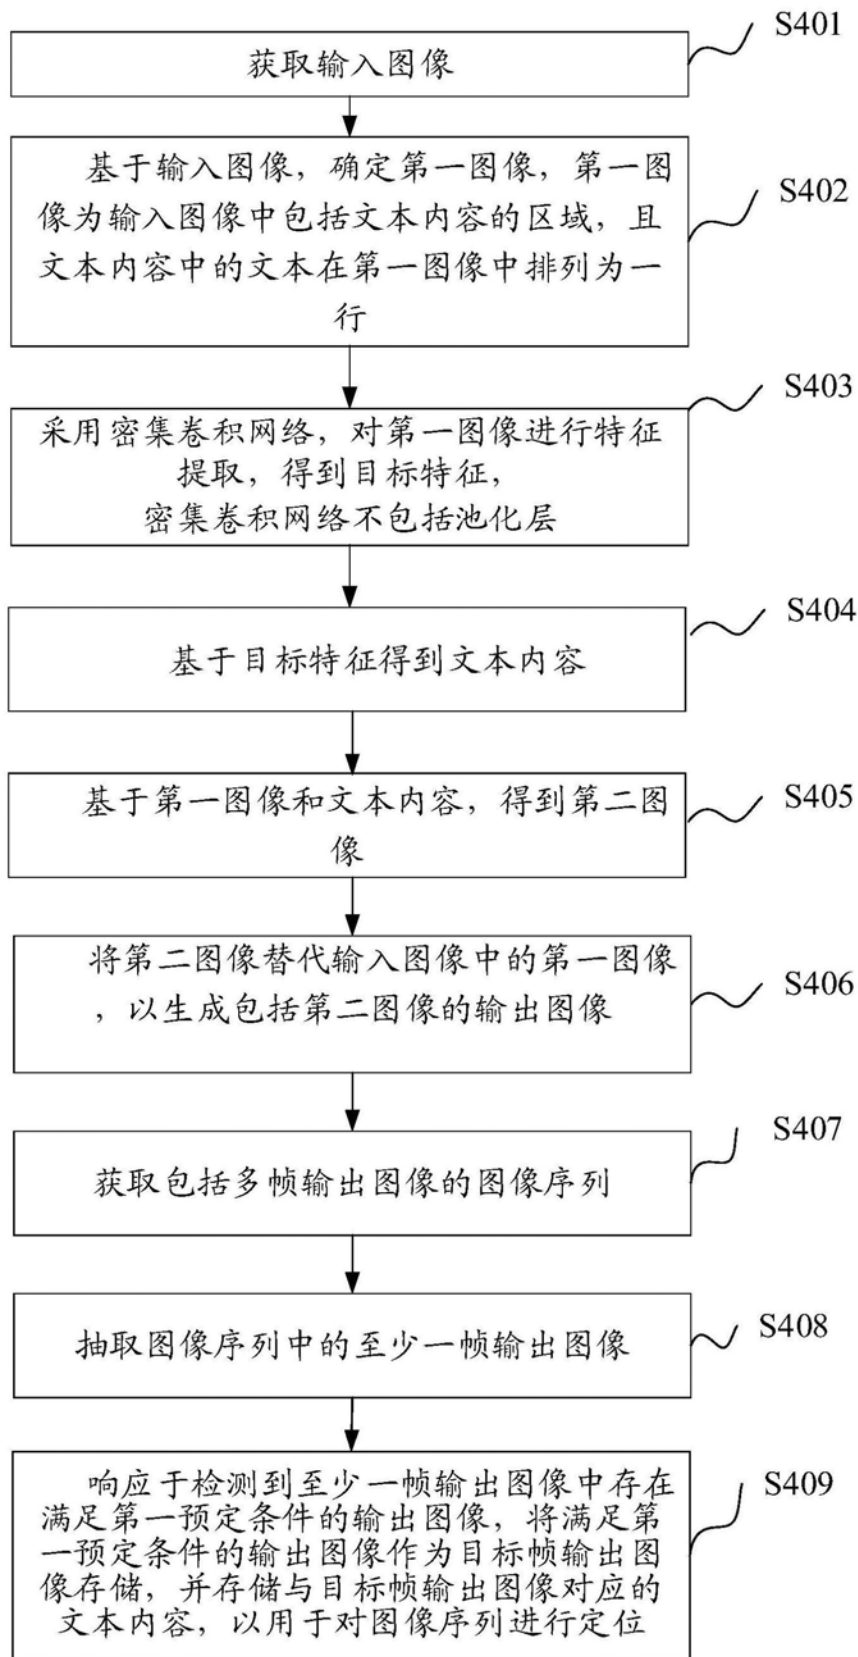 S401
获取输入图像
S402
基于输入图像，确定第一图像，第一图
像为输入图像中包括文本内容的区域，且
文本内容中的文本在第一图像中排列为一
行
S403
采用密集卷积网络，对第一图像进行特征
提取，得到目标特征，
密集卷积网络不包括池化层
S404
基于目标特征得到文本内容
S405
基于第一图像和文本内容，得到第二图
像
S406
将第二图像替代输入图像中的第一图像
，以生成包括第二图像的输出图像
S407
获取包括多帧输出图像的图像序列
S408
抽取图像序列中的至少一帧输出图像
S409
响应于检测到至少一帧输出图像中存在
满足第一预定条件的输出图像，将满足第
一预定条件的输出图像作为目标帧输出图
像存储，并存储与目标帧输出图像对应的
文本内容，以用于对图像序列进行定位